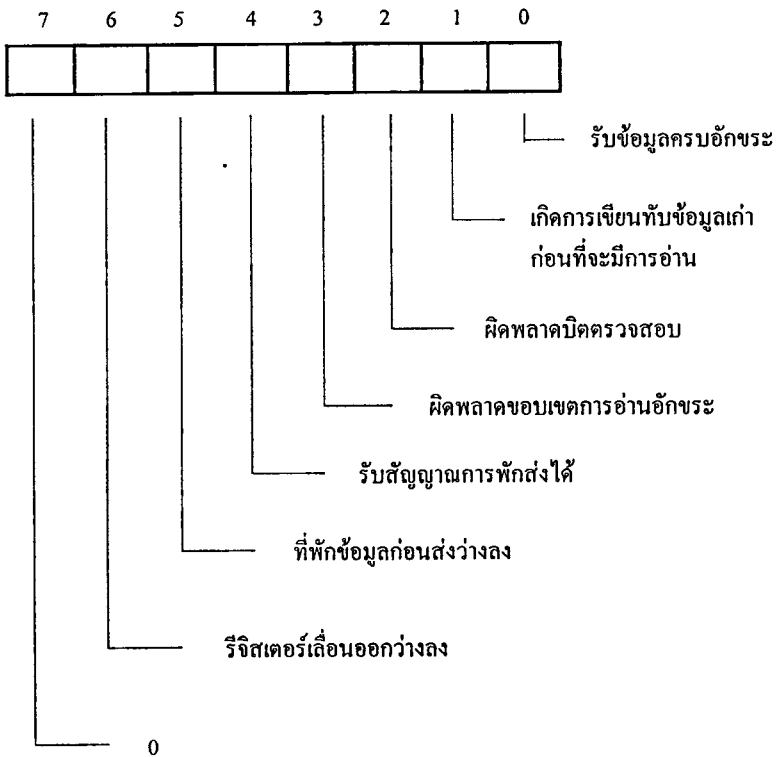 7 6 5 4 3 2 1 0
รับข้อมูลครบอักขระ
เกิดการเขียนทับข้อมูลเก่า
ก่อนที่จะมีการอ่าน
ผิดพลาดบิตตรวจสอบ
ผิดพลาดขอบเขตการอ่านอักขระ
รับสัญญาณการพักส่งได้
ที่พักข้อมูลก่อนส่งว่างลง
รีจิสเตอร์เลื่อนออกว่างลง
0